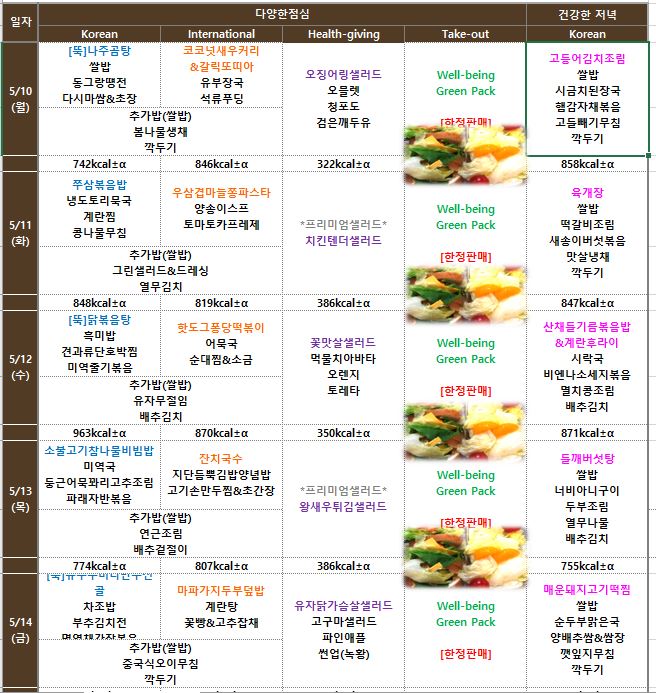 일자
다양한점심
건강한 저녁
Korean
International
Health-giving
Take-out
Korean
5/10
(월)
[뚝]나주곰탕
쌀밥
동그랑땡전
다시마쌈&초장
코코넛새우커리
&갈릭또띠아
유부장국
석류푸딩
추가밥(쌀밥)
봄나물생채
깍두기
오징어링샐러드
오믈렛
청포도
검은깨두유
Well-being
Green Pack
[한정판매]
고등어김치조림
쌀밥
시금치된장국
햄감자채볶음
고들빼기무침
깍두기
742kcal±α
846kcal±α
322kcal±α
858kcal±α
5/11
(화)
쭈삼볶음밥
냉도토리묵국
계란찜
콩나물무침
우삼겹마늘쫑파스타
양송이스프
토마토카프레제
추가밥(쌀밥)
그린샐러드&드레싱
열무김치
*프리미엄샐러드*
치킨텐더샐러드
Well-being
Green Pack
[한정판매]
육개장
쌀밥
떡갈비조림
새송이버섯볶음
맛살냉채
깍두기
848kcal±α
819kcal±α
386kcal±α
847kcal±α
5/12
(수)
[뚝]닭볶음탕
흑미밥
견과류단호박찜
미역줄기볶음
핫도그퐁당떡볶이
어묵국
순대찜&소금
추가밥(쌀밥)
유자무절임
배추김치
꽃맛살샐러드
먹물치아바타
오렌지
토레타
Well-being
Green Pack
[한정판매]
산채들기름볶음밥
&계란후라이
시락국
비엔나소세지볶음
멸치콩조림
배추김치
963kcal±α
870kcal±α
350kcal±α
871kcal±α
5/13
(목)
소불고기참나물비빔밥
미역국
둥근어묵꽈리고추조림
파래자반볶음
잔치국수
지단듬뿍김밥양념밥
고기손만두찜&초간장
추가밥(쌀밥)
연근조림
배추겉절이
*프리미엄샐러드*
왕새우튀김샐러드
Well-being
Green Pack
[한정판매]
들깨버섯탕
쌀밥
너비아니구이
두부조림
열무나물
배추김치
774kcal±α
807kcal±α
386kcal±α
755kcal±α
5/14
(금)
골
차조밥
부추김치전
마파가지두부덮밥
계란탕
꽃빵&고추잡채
추가밥(쌀밥)
중국식오이무침
깍두기
유자닭가슴살샐러드
고구마샐러드
파인애플
썬업(녹황)
Well-being
Green Pack
[한정판매]
매운돼지고기떡찜
쌀밥
순두부맑은국
양배추쌈&쌈장
깻잎지무침
깍두기